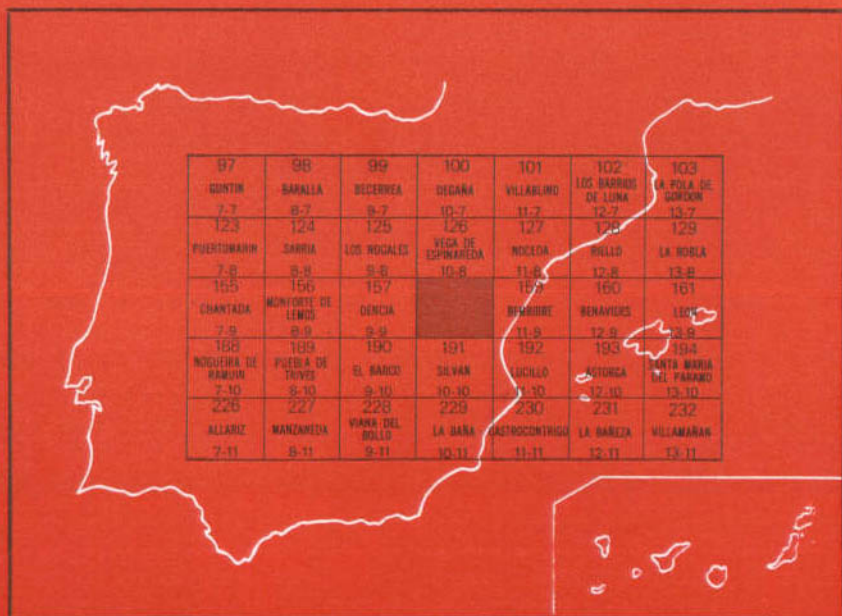 97 98 99 100 101 102 103
GUNTIN BARALLA BECERREA DEGAÑA VILLABLINO LOS BARRIOS DE LUNA LA POLA DE GORDON
7-7 8-7 9-7 10-7 11-7 12-7 13-7
123 124 125 126 127 128 129
PUERTOMARIN SARRIA LOS NOGALES VEGA DE ESPINAREDA NOCEDA RIELLO LA ROBLA
7-8 8-8 9-8 10-8 11-8 12-8 13-8
155 156 157 159 160 161
CHANTADA MONFORTE DE LEMOS OENCIA BEMBIBRE BENAVIDES LEON
7-9 8-9 9-9 11-9 12-9 13-9
188 189 190 191 192 193 194
NOGUEIRA DE RAMUIN PUEBLA DE TRIVES EL BARCO SILVAN LUCILLO ASTORGA SANTA MARIA DEL PARAMO
7-10 8-10 9-10 10-10 11-10 12-10 13-10
226 227 228 229 230 231 232
ALLARIZ MANZANEDA VIANA DEL BOLLO LA BAÑA CASTROCONTRIGO LA BAÑEZA VILLAMAÑAN
7-11 8-11 9-11 10-11 11-11 12-11 13-11